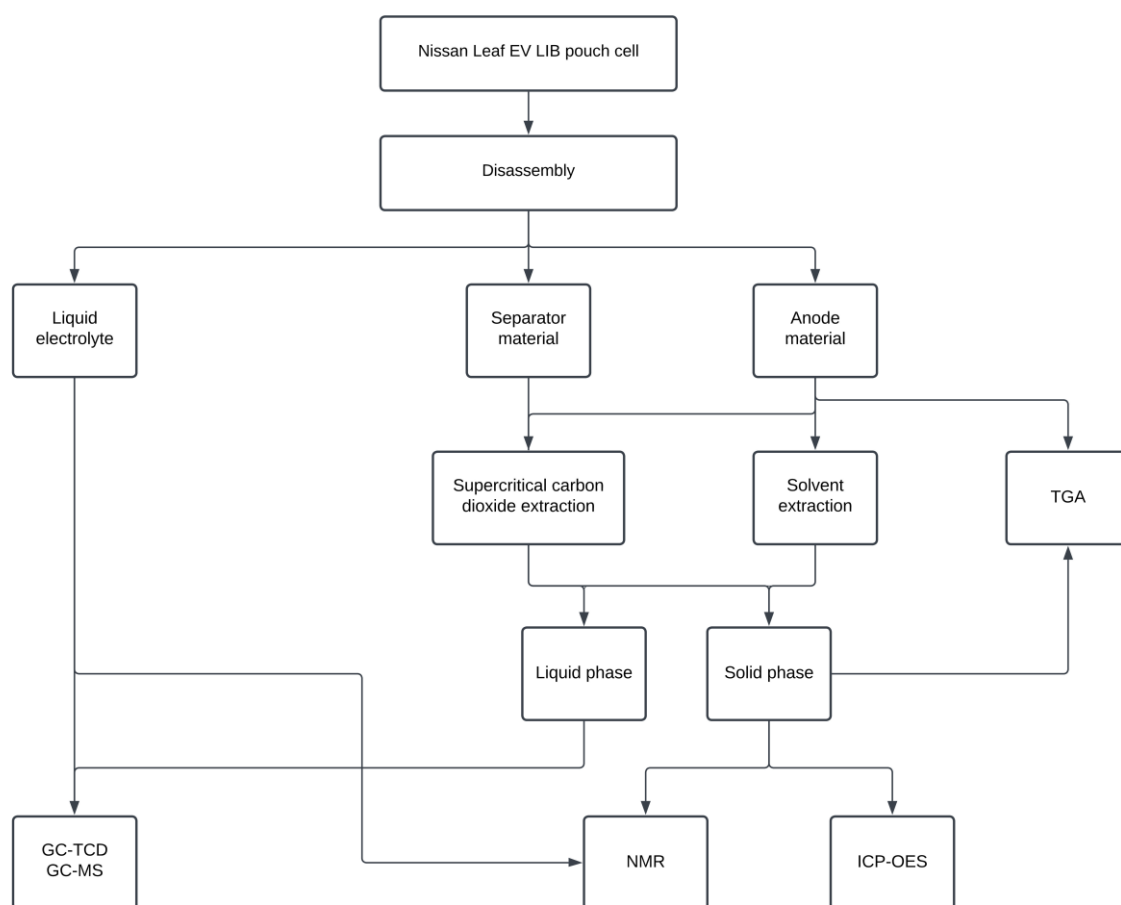 Nissan Leaf EV LIB pouch cell
Disassembly
Liquid
electrolyte
Separator
material
Anode
material
Supercritical carbon
dioxide extraction
Solvent
extraction
TGA
Liquid phase
Solid phase
GC-TCD
GC-MS
NMR
ICP-OES